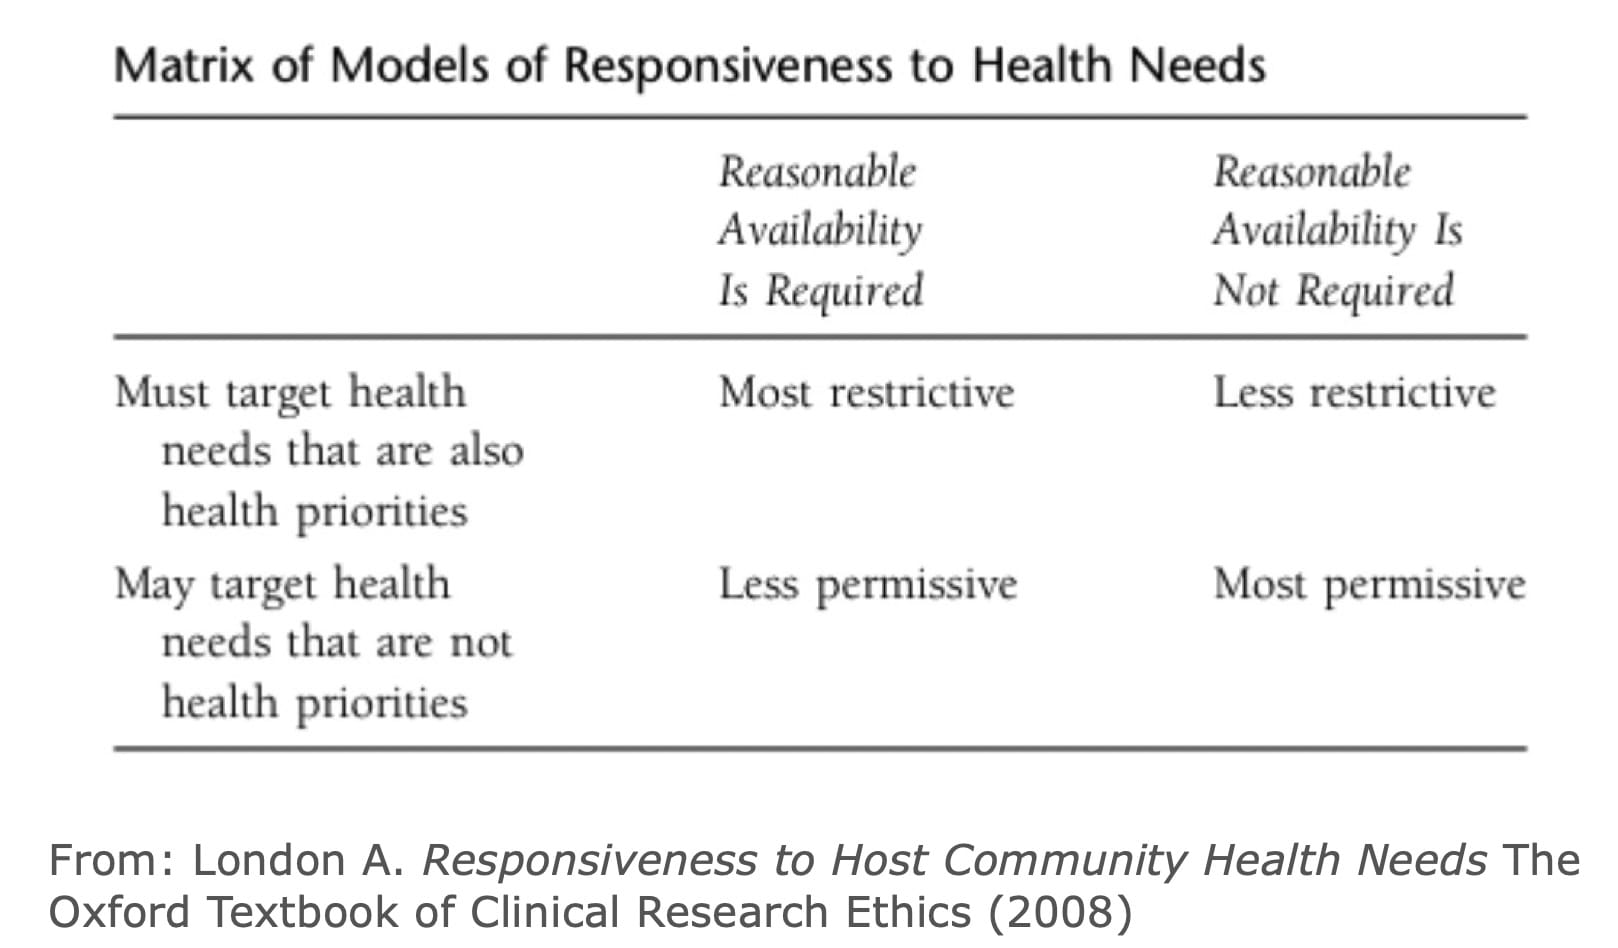 Matrix of Models of Responsiveness to Health Needs
Reasonable Availability Is Required
Reasonable Availability Is Not Required
Must target health needs that are also health priorities
Most restrictive
Less restrictive
May target health needs that are not health priorities
Less permissive
Most permissive
From: London A. Responsiveness to Host Community Health Needs The
Oxford Textbook of Clinical Research Ethics (2008)